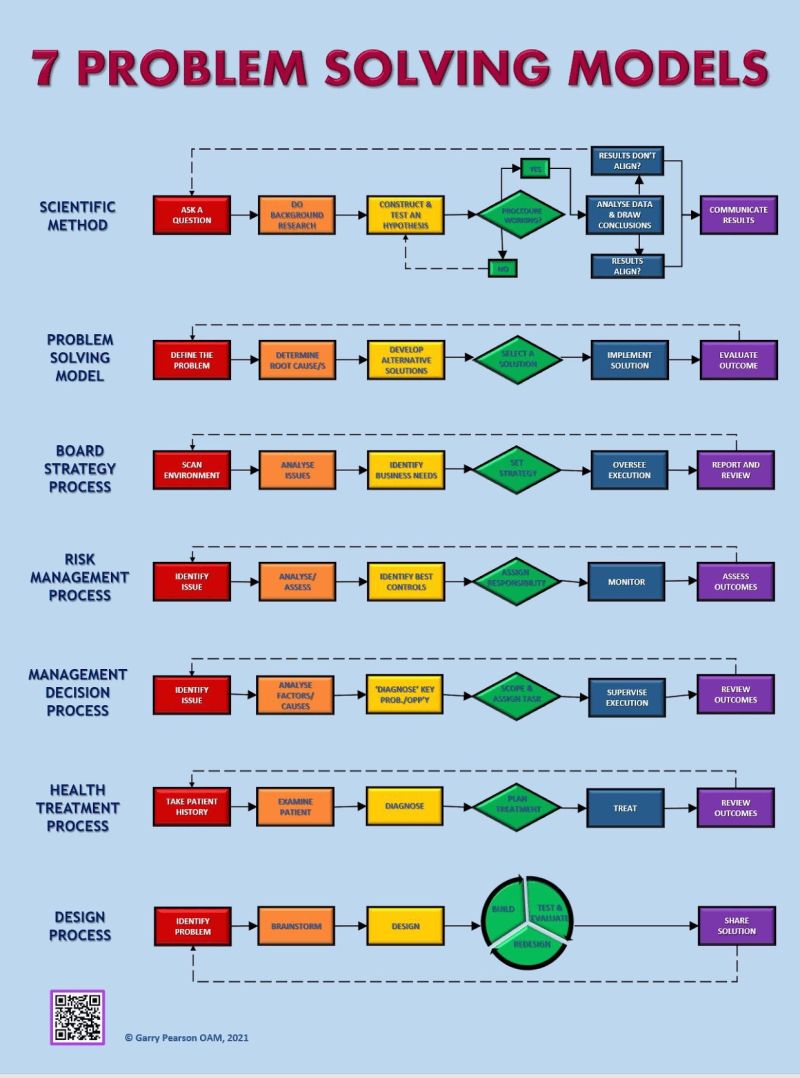 7 PROBLEM SOLVING MODELS
SCIENTIFIC
METHOD
ASK A
QUESTION
DO
BACKGROUND
RESEARCH
CONSTRUCT &
TEST AN
HYPOTHESIS
PROCEDURE
WORKING?
YES
NO
RESULTS DON'T
ALIGN?
ANALYSE DATA
& DRAW
CONCLUSIONS
RESULTS
ALIGN?
COMMUNICATE
RESULTS
PROBLEM
SOLVING
MODEL
DEFINE THE
PROBLEM
DETERMINE
ROOT CAUSE/S
DEVELOP
ALTERNATIVE
SOLUTIONS
SELECT A
SOLUTION
IMPLEMENT
SOLUTION
EVALUATE
OUTCOME
BOARD
STRATEGY
PROCESS
SCAN
ENVIRONMENT
ANALYSE
ISSUES
IDENTIFY
BUSINESS NEEDS
SET
STRATEGY
OVERSEE
EXECUTION
REPORT AND
REVIEW
RISK
MANAGEMENT
PROCESS
IDENTIFY
ISSUE
ANALYSE/
ASSESS
IDENTIFY BEST
CONTROLS
ASSIGN
RESPONSIBILITY
MONITOR
ASSESS
OUTCOMES
MANAGEMENT
DECISION
PROCESS
IDENTIFY
ISSUE
ANALYSE
FACTORS/
CAUSES
'DIAGNOSE' KEY
PROB./OPP'Y
SCOPE &
ASSIGN TASK
SUPERVISE
EXECUTION
REVIEW
OUTCOMES
HEALTH
TREATMENT
PROCESS
TAKE PATIENT
HISTORY
EXAMINE
PATIENT
DIAGNOSE
PLAN
TREATMENT
TREAT
REVIEW
OUTCOMES
DESIGN
PROCESS
IDENTIFY
PROBLEM
BRAINSTORM
DESIGN
BUILD
TEST &
EVALUATE
REDESIGN
SHARE
SOLUTION
© Garry Pearson OAM, 2021